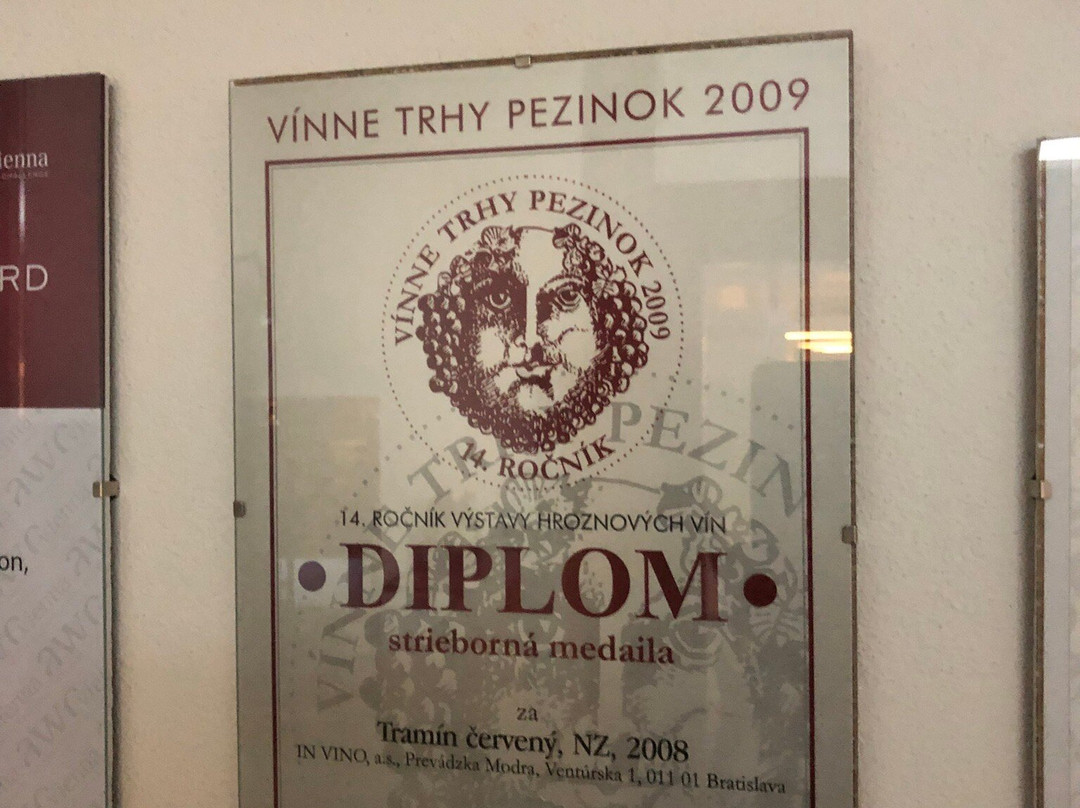 VÍNNE TRHY PEZINOK 2009
VÍNNE TRHY PEZINOK 2009
14. ROČNÍK
14. ROČNÍK VÝSTAVY HROZNOVÝCH VÍN
• DIPLOM •
strieborná medaila
za
Tramín červený, NZ, 2008
IN VINO, a.s., Prevádzka Modra, Ventúrska 1, 011 01 Bratislava
ienna
RD
on,